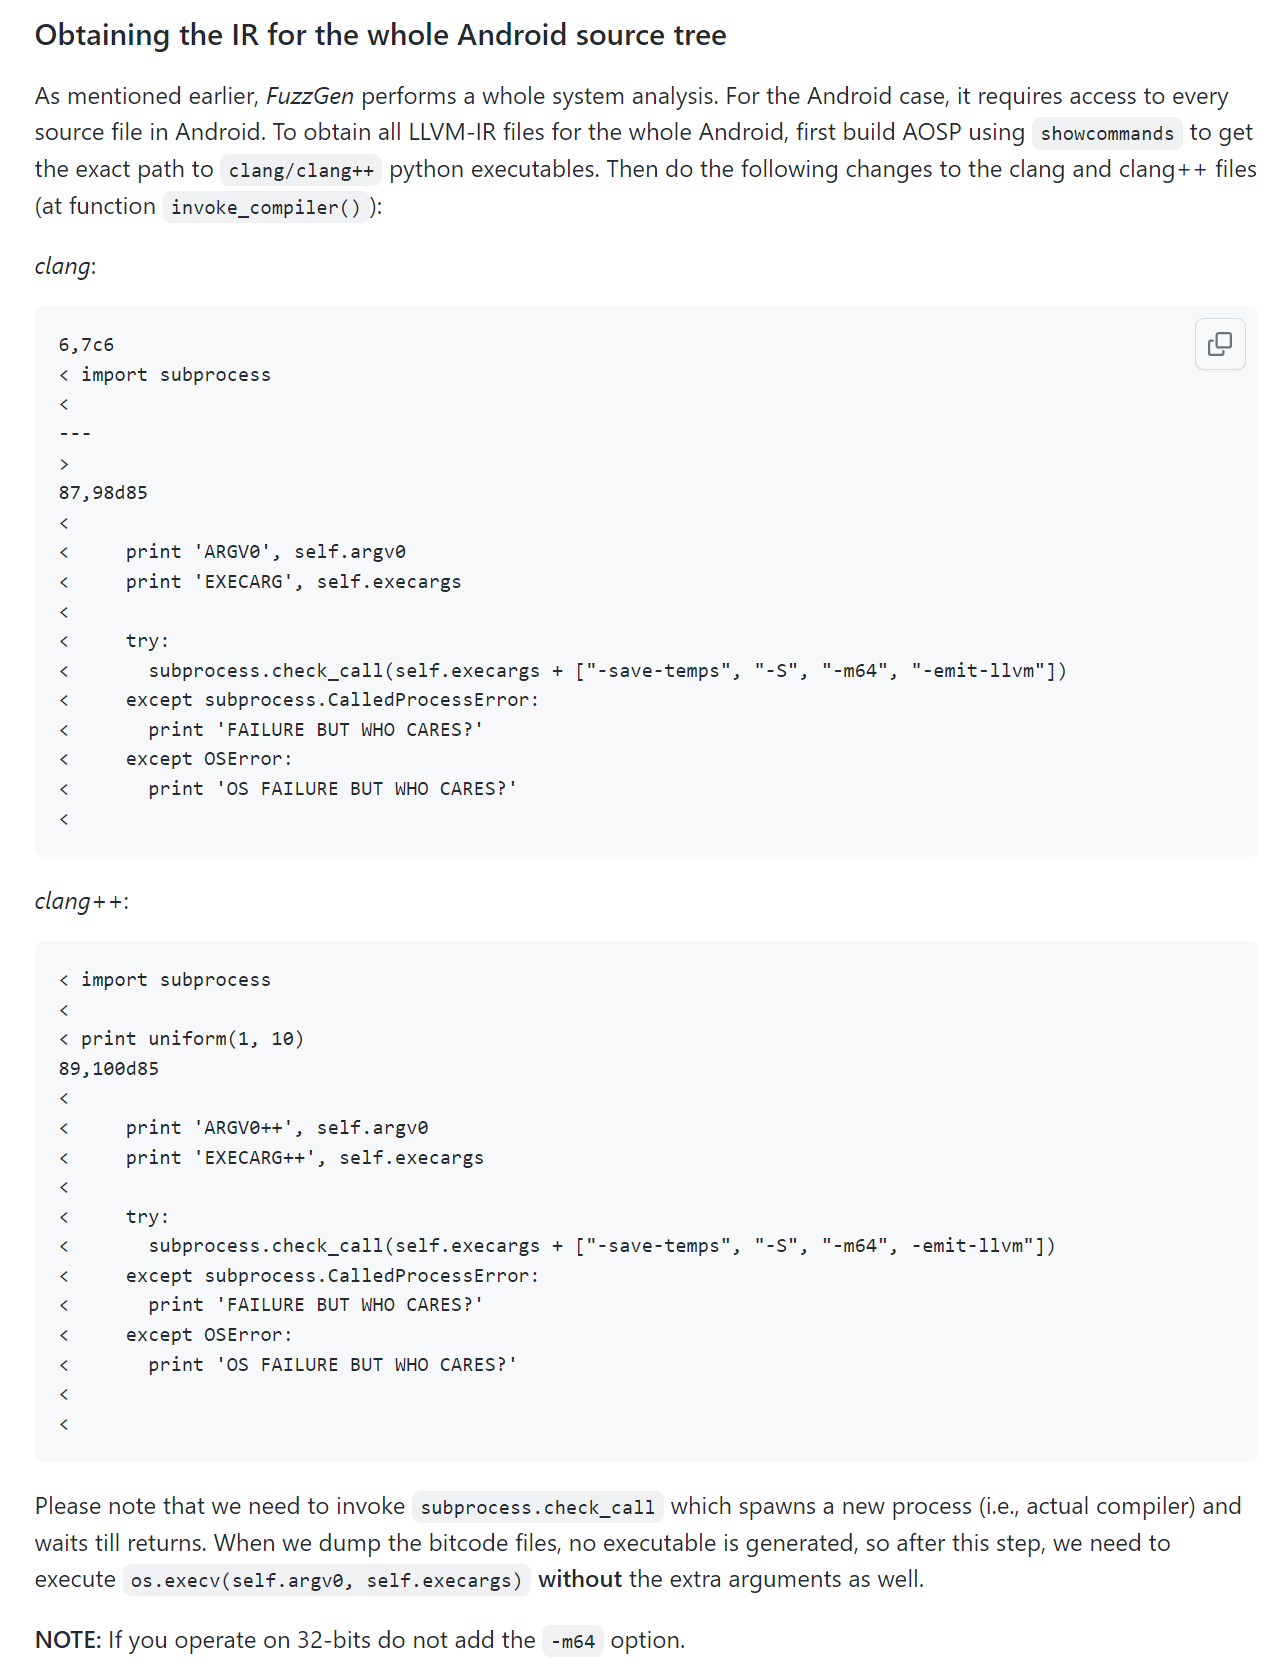 Obtaining the IR for the whole Android source tree
As mentioned earlier, FuzzGen performs a whole system analysis. For the Android case, it requires access to every
source file in Android. To obtain all LLVM-IR files for the whole Android, first build AOSP using showcommands to get
the exact path to clang/clang++ python executables. Then do the following changes to the clang and clang++ files
(at function invoke_compiler() ):
clang:
6,7c6
< import subprocess
<
---
>
87,98d85
<
<     print 'ARGV0', self.argv0
<     print 'EXECARG', self.execargs
<
<     try:
<       subprocess.check_call(self.execargs + ["-save-temps", "-S", "-m64", "-emit-llvm"])
<     except subprocess.CalledProcessError:
<       print 'FAILURE BUT WHO CARES?'
<     except OSError:
<       print 'OS FAILURE BUT WHO CARES?'
<
clang++:
< import subprocess
<
< print uniform(1, 10)
89,100d85
<
<     print 'ARGV0++', self.argv0
<     print 'EXECARG++', self.execargs
<
<     try:
<       subprocess.check_call(self.execargs + ["-save-temps", "-S", "-m64", -emit-llvm"])
<     except subprocess.CalledProcessError:
<       print 'FAILURE BUT WHO CARES?'
<     except OSError:
<       print 'OS FAILURE BUT WHO CARES?'
<
<
Please note that we need to invoke subprocess.check_call which spawns a new process (i.e., actual compiler) and
waits till returns. When we dump the bitcode files, no executable is generated, so after this step, we need to
execute os.execv(self.argv0, self.execargs) without the extra arguments as well.
NOTE: If you operate on 32-bits do not add the -m64 option.